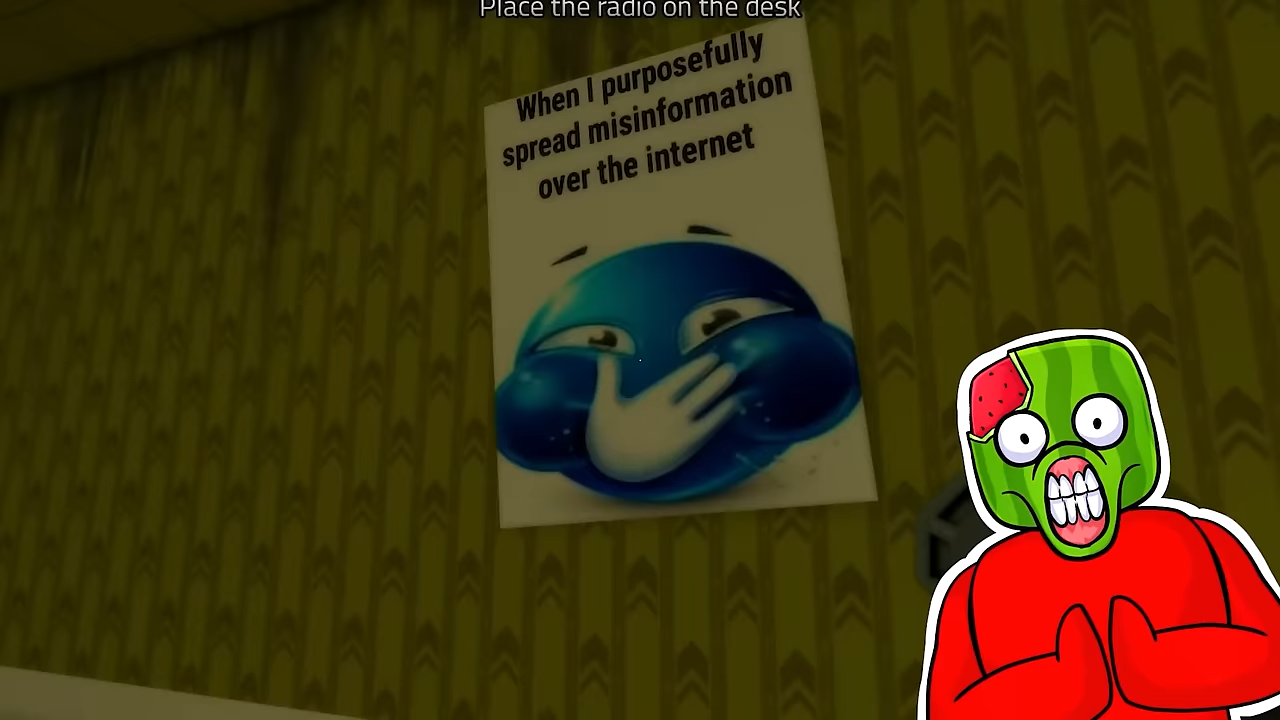 Place the radio on the desk
When I purposefully
spread misinformation
over the internet